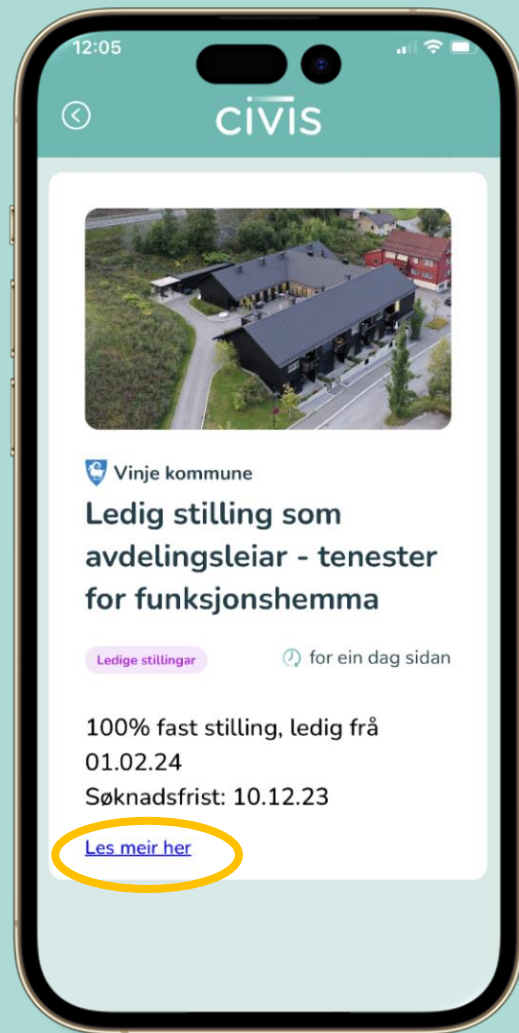 12:05
civis
Vinje kommune
Ledig stilling som
avdelingsleiar - tenester
for funksjonshemma
Ledige stillingar
for ein dag sidan
100% fast stilling, ledig frå
01.02.24
Søknadsfrist: 10.12.23
Les meir her